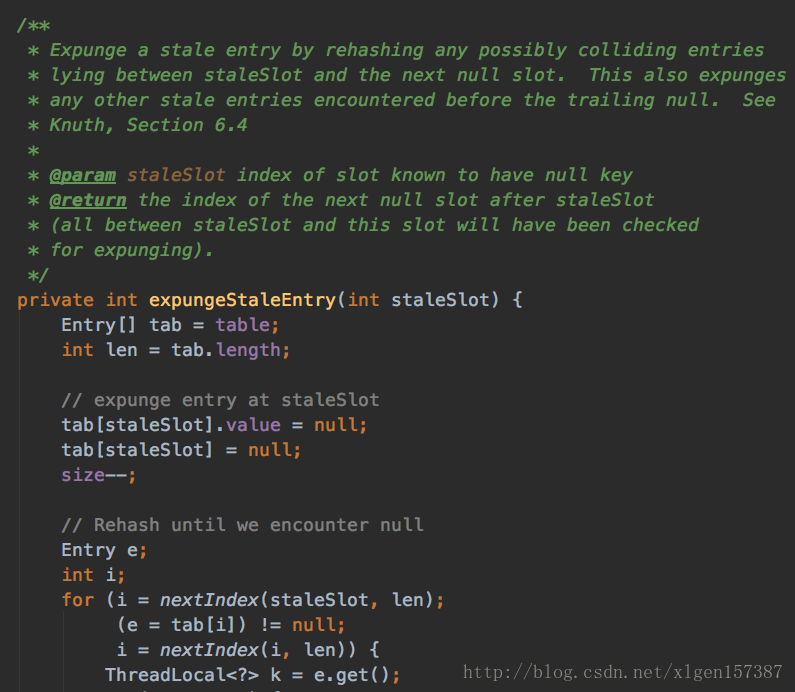 /**
 * Expunge a stale entry by rehashing any possibly colliding entries
 * lying between staleSlot and the next null slot.  This also expunges
 * any other stale entries encountered before the trailing null.  See
 * Knuth, Section 6.4
 *
 * @param staleSlot index of slot known to have null key
 * @return the index of the next null slot after staleSlot
 * (all between staleSlot and this slot will have been checked
 * for expunging).
 */
private int expungeStaleEntry(int staleSlot) {
    Entry[] tab = table;
    int len = tab.length;

    // expunge entry at staleSlot
    tab[staleSlot].value = null;
    tab[staleSlot] = null;
    size--;

    // Rehash until we encounter null
    Entry e;
    int i;
    for (i = nextIndex(staleSlot, len);
         (e = tab[i]) != null;
         i = nextIndex(i, len)) {
        ThreadLocal<?> k = e.get();
http://blog.csdn.net/xlgen157387